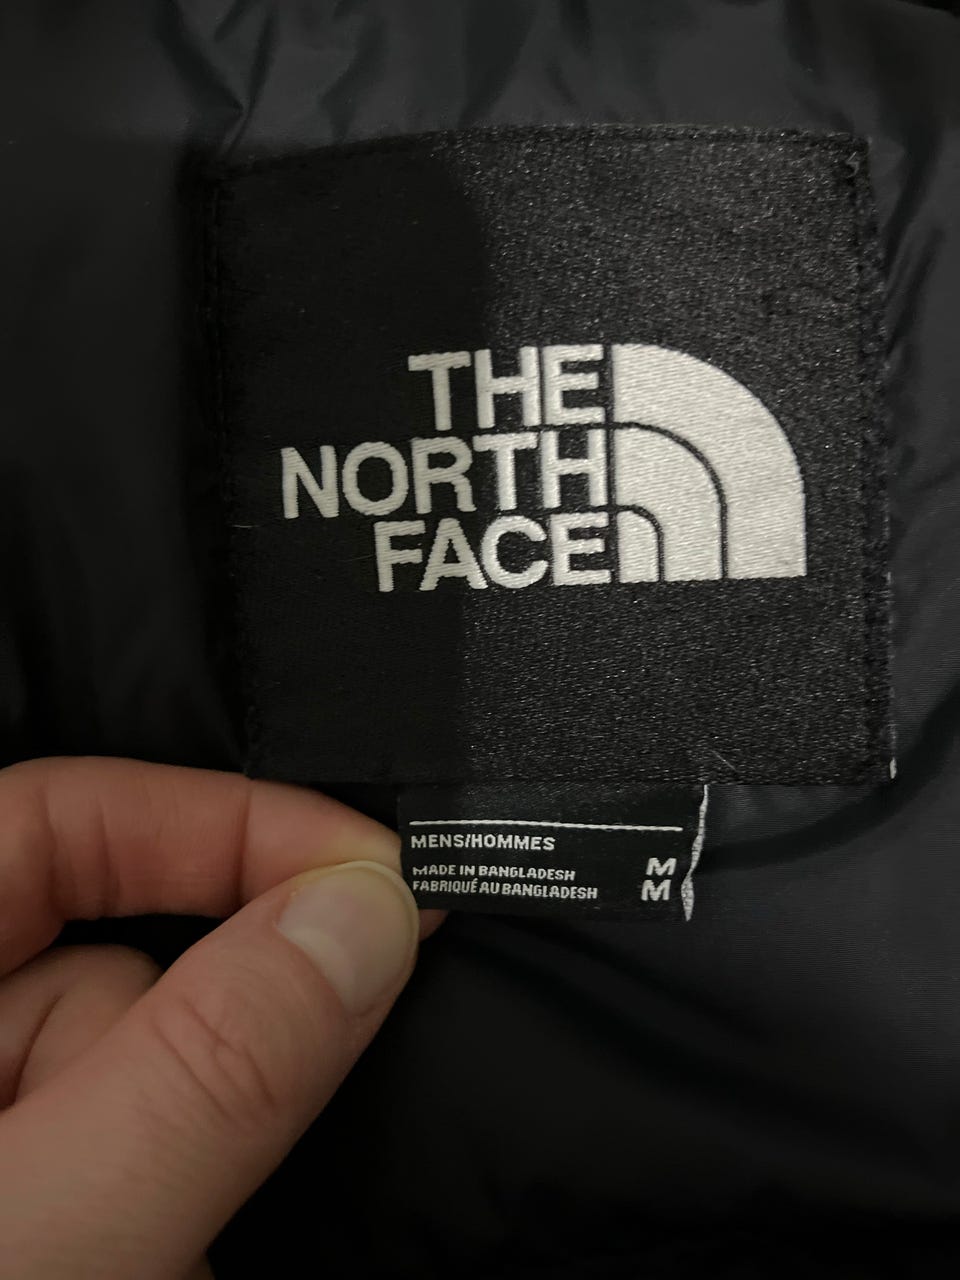 THE
NORTH
FACE
MENS/HOMMES
MADE IN BANGLADESH M
FABRIQUÉ AU BANGLADESH M